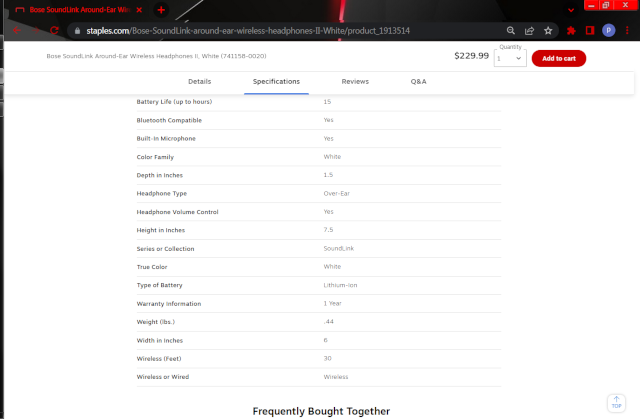 Bose SoundLink Around-Ear Wir
staples.com/Bose-SoundLink-around-ear-wireless-headphones-II-White/product_1913514
P
Bose SoundLink Around-Ear Wireless Headphones II, White (741158-0020)
$229.99
Quantity
1
Add to cart
Details
Specifications
Reviews
Q&A
Battery Life (up to hours) 15
Bluetooth Compatible Yes
Built-In Microphone Yes
Color Family White
Depth in Inches 1.5
Headphone Type Over-Ear
Headphone Volume Control Yes
Height in Inches 7.5
Series or Collection SoundLink
True Color White
Type of Battery Lithium-Ion
Warranty Information 1 Year
Weight (lbs.) .44
Width in Inches 6
Wireless (Feet) 30
Wireless or Wired Wireless
Frequently Bought Together
TOP